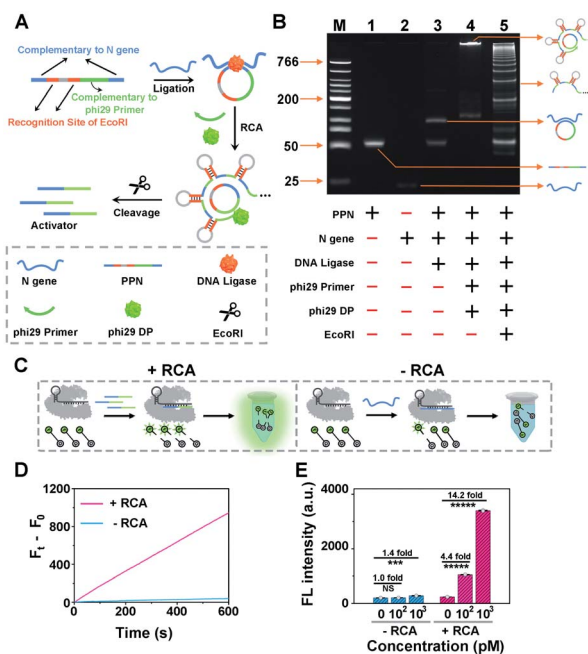 A
Complementary to N gene
Complementary to
phi29 Primer
Recognition Site of EcoRI
Ligation
RCA
Cleavage
Activator
N gene
PPN
DNA Ligase
phi29 Primer
phi29 DP
EcoRI
B
M 1 2 3 4 5
766
200
50
25
PPN + − + + +
N gene − + + + +
DNA Ligase − − + + +
phi29 Primer − − − + +
phi29 DP − − − + +
EcoRI − − − − +
C
+ RCA
- RCA
D
+ RCA
- RCA
Ft - F0
1200
800
400
0
0 200 400 600
Time (s)
E
FL intensity (a.u.)
4000
2000
0
1.4 fold
***
1.0 fold
NS
14.2 fold
*****
4.4 fold
*****
0 10² 10³ 0 10² 10³
- RCA + RCA
Concentration (pM)